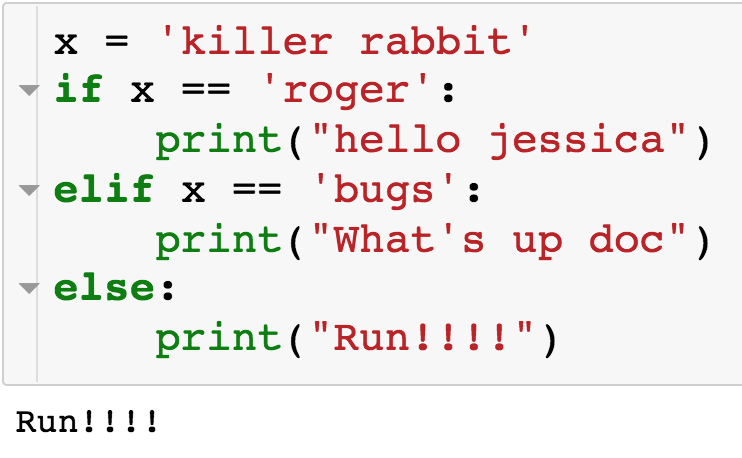 x = 'killer rabbit'
if x == 'roger':
    print("hello jessica")
elif x == 'bugs':
    print("What's up doc")
else:
    print("Run!!!!")
Run!!!!